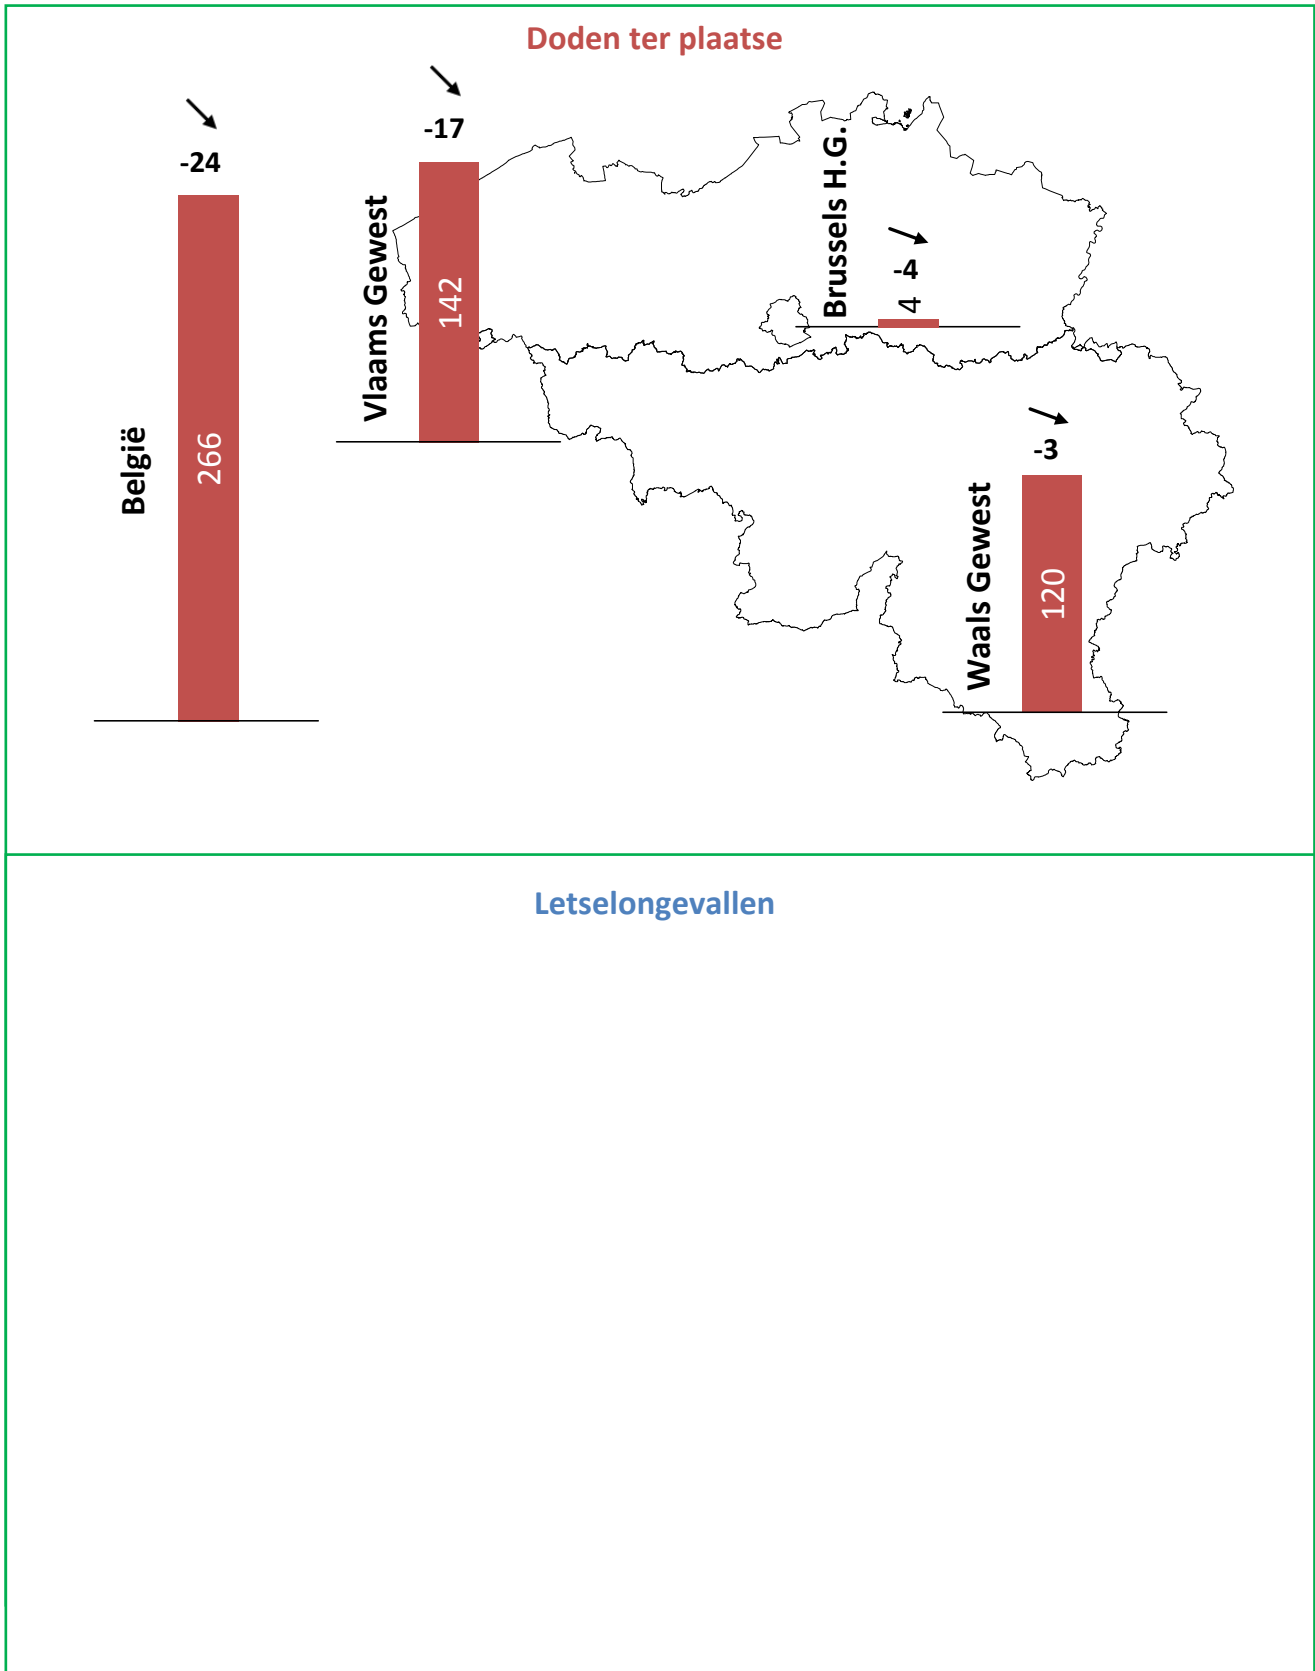 Doden ter plaatse
-24
België
266
-17
Vlaams Gewest
142
Brussels H.G.
-4
4
-3
Waals Gewest
120
Letselongevallen